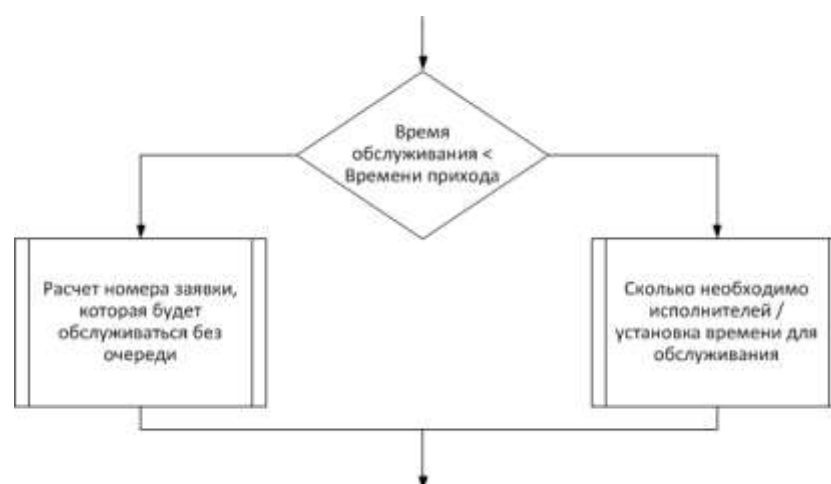 Время
обслуживания <
Времени прихода
Расчет номера заявки,
которая будет
обслуживаться без
очереди
Сколько необходимо
исполнителей /
установка времени для
обслуживания